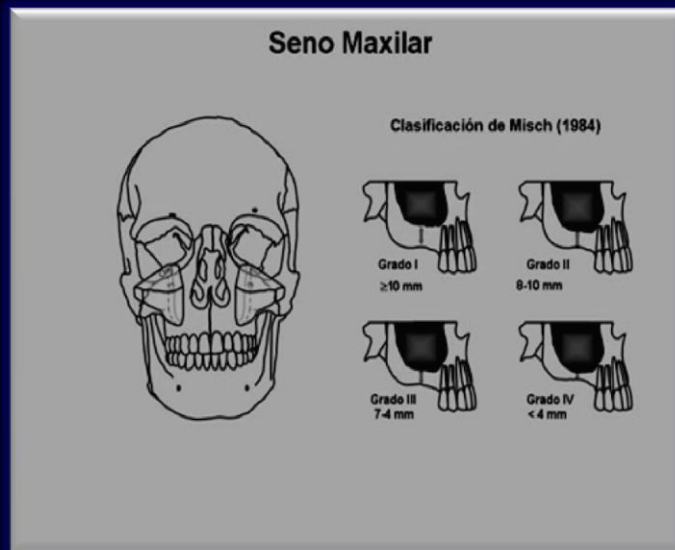 Seno Maxilar
Clasificación de Misch (1984)
Grado I
≥10 mm
Grado II
8-10 mm
Grado III
7-4 mm
Grado IV
< 4 mm